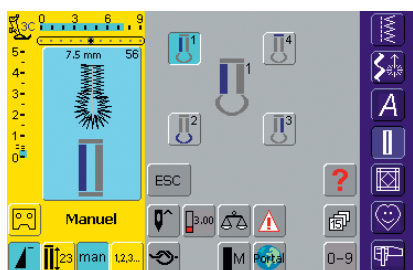 3C 0 3 6 9
5-
4-
3-
2-
1-
0
7.5 mm 56
1
4
1
2
3
ESC
?
A
Manuel
3.00
23
man
1,2,3...
M
Portal
0-9